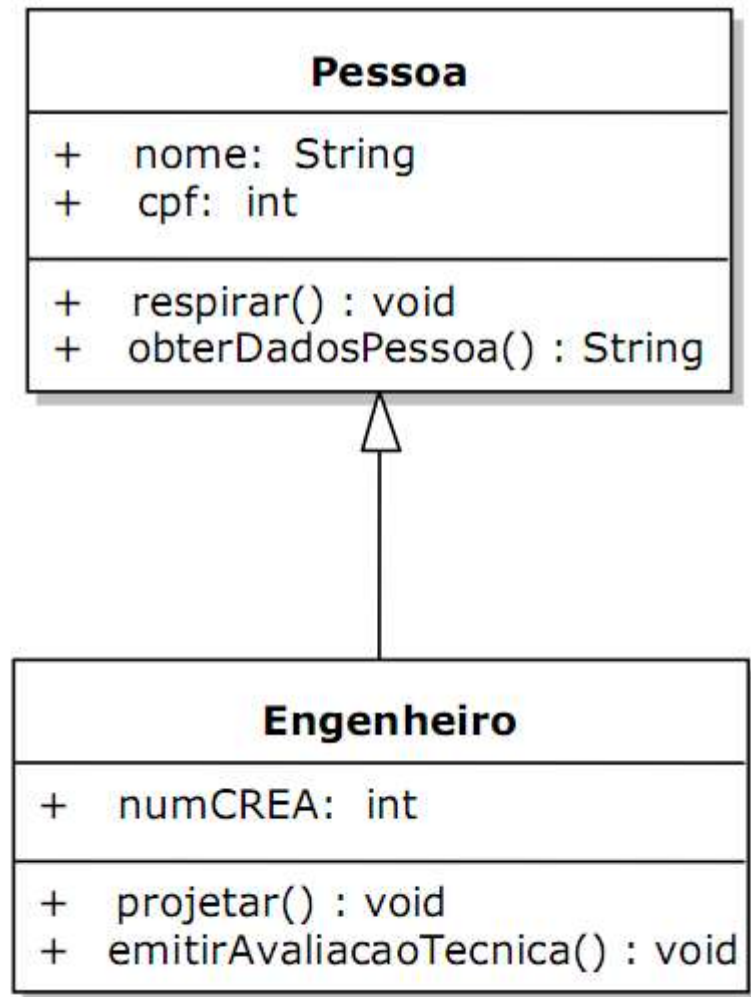 Pessoa
+ nome: String
+ cpf: int
+ respirar() : void
+ obterDadosPessoa() : String
Engenheiro
+ numCREA: int
+ projetar() : void
+ emitirAvaliacaoTecnica() : void